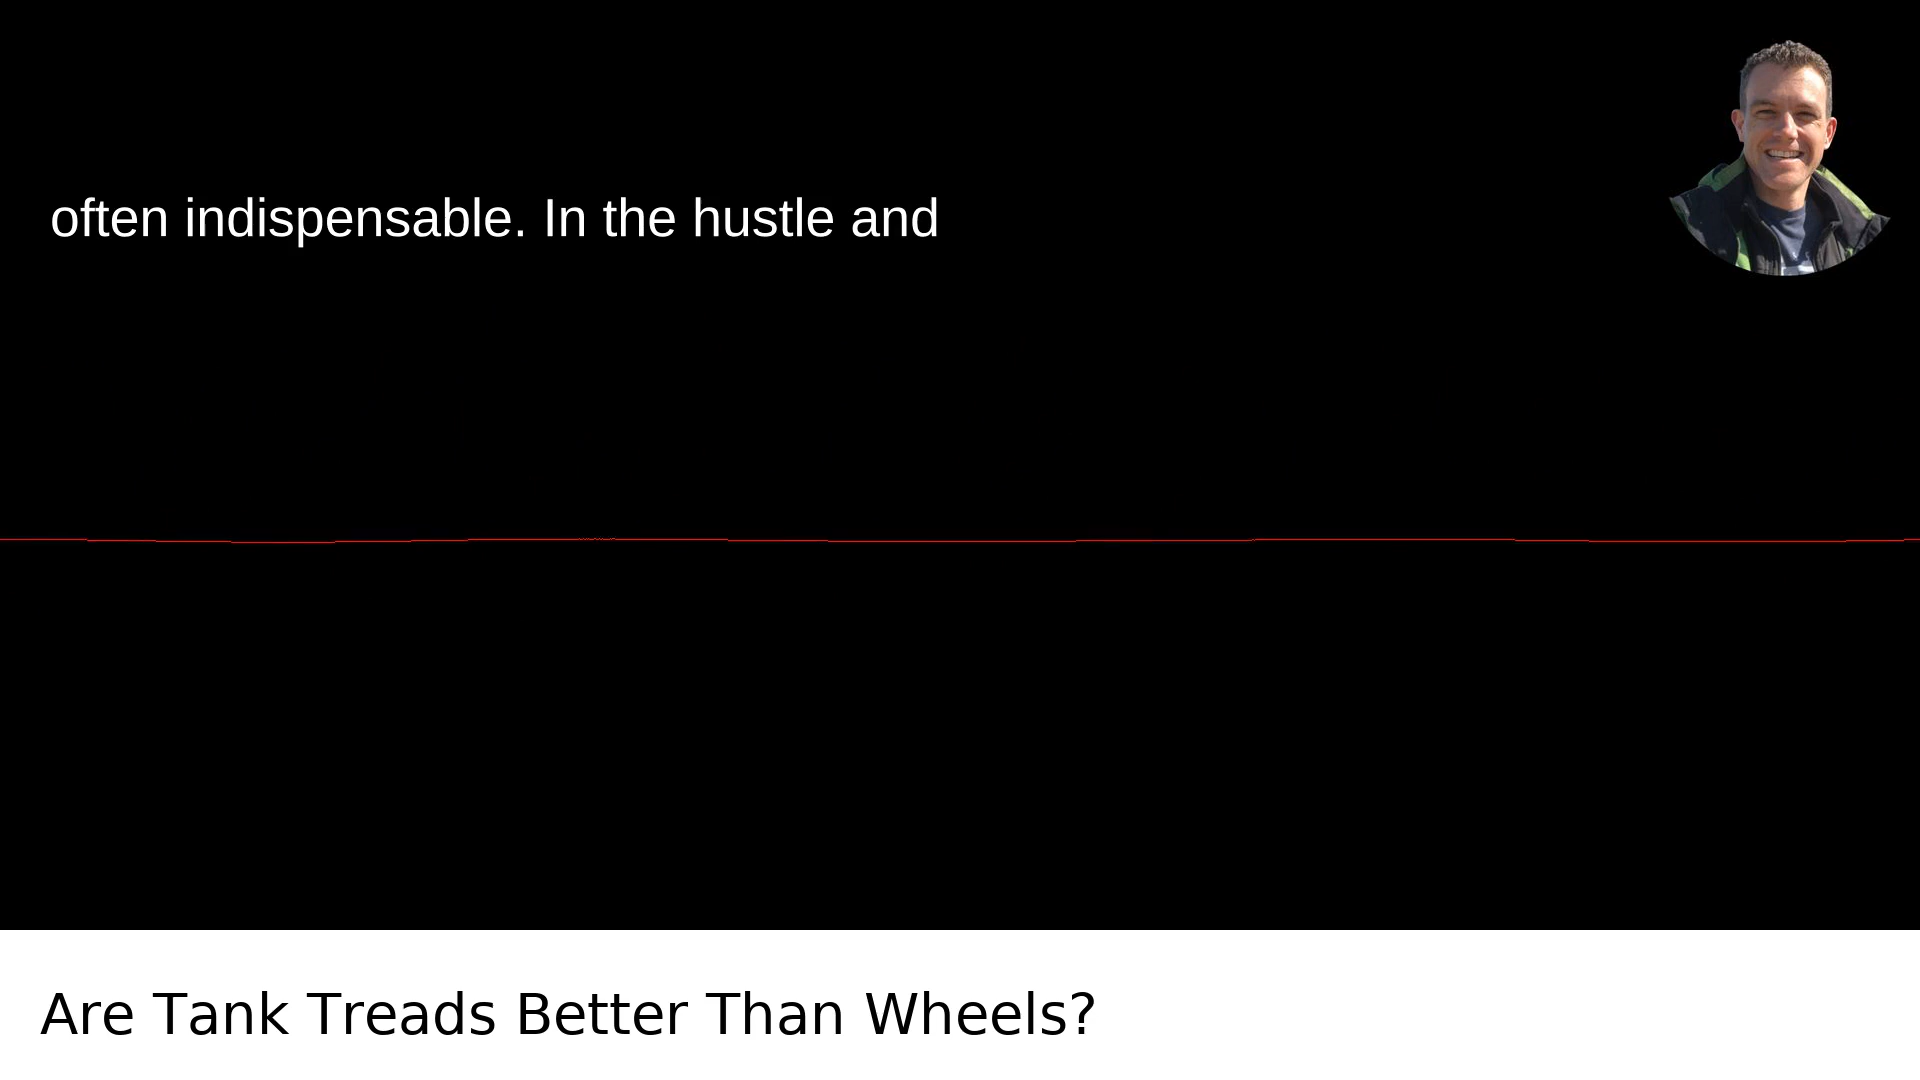 often indispensable. In the hustle and
Are Tank Treads Better Than Wheels?